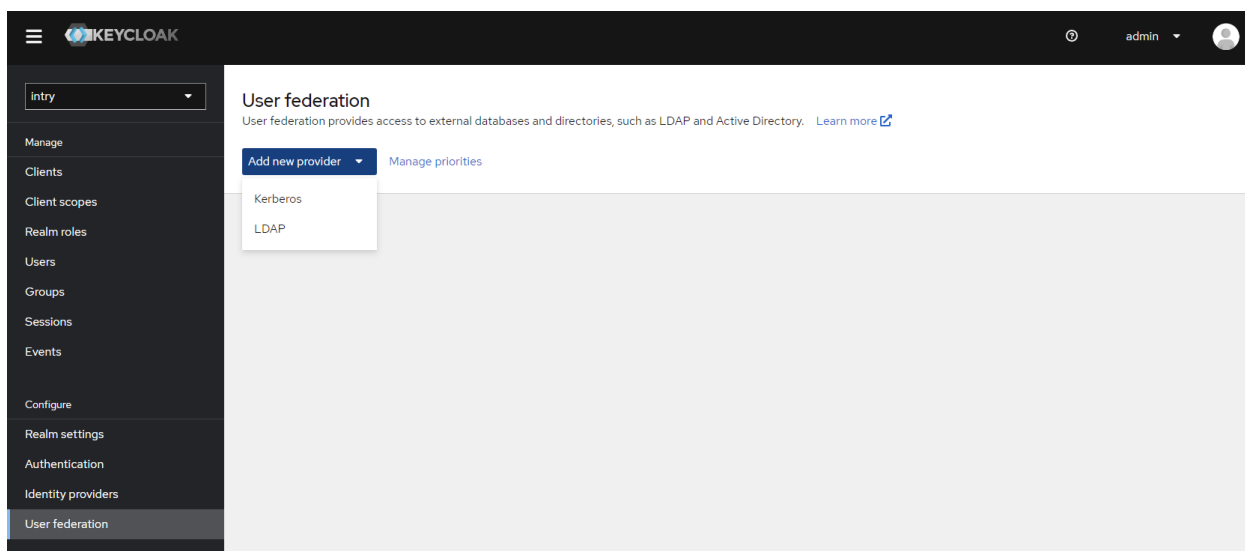 KEYCLOAK
admin
intry
Manage
Clients
Client scopes
Realm roles
Users
Groups
Sessions
Events
Configure
Realm settings
Authentication
Identity providers
User federation
User federation
User federation provides access to external databases and directories, such as LDAP and Active Directory. Learn more
Add new provider Manage priorities
Kerberos
LDAP